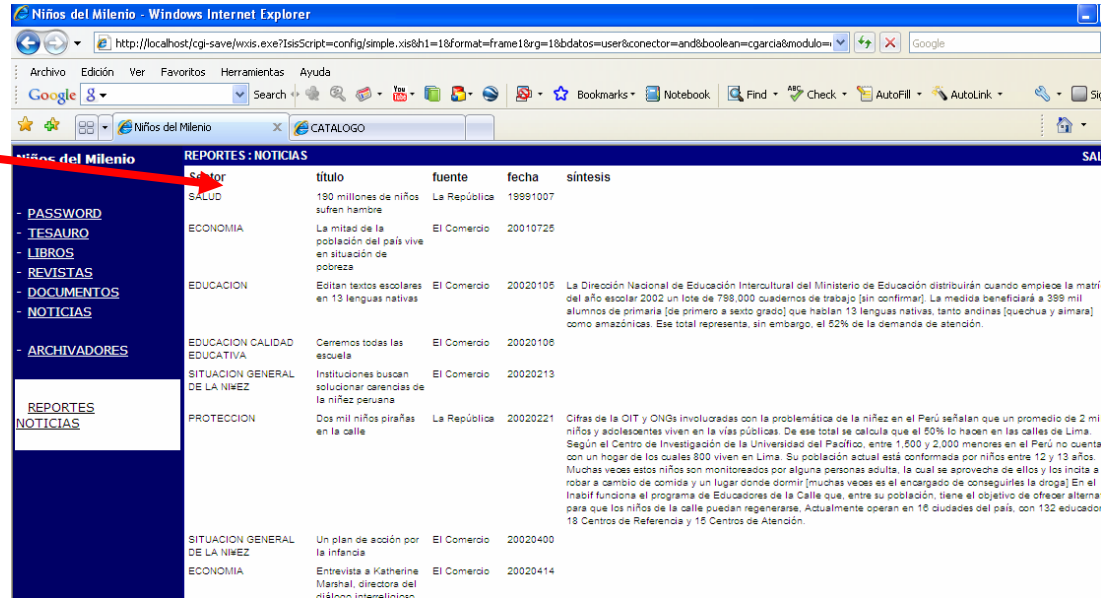 Niños del Milenio - Windows Internet Explorer
http://localhost/cgi-save/wxis.exe?IsisScript=config/simple.xis&h1=1&format=frame1&rg=1&bdatos=user&conector=and&boolean=cgarcia&modulo=
Google
Archivo Edición Ver Favoritos Herramientas Ayuda
Google Search Bookmarks Notebook Find Check AutoFill AutoLink
Niños del Milenio CATALOGO
Niños del Milenio
- PASSWORD
- TESAURO
- LIBROS
- REVISTAS
- DOCUMENTOS
- NOTICIAS
- ARCHIVADORES
REPORTES
NOTICIAS
REPORTES : NOTICIAS SAL
Sector título fuente fecha síntesis
SALUD 190 millones de niños La República 19991007
sufren hambre
ECONOMIA La mitad de la El Comercio 20010725
población del país vive
en situación de
pobreza
EDUCACION Editan textos escolares El Comercio 20020105 La Dirección Nacional de Educación Intercultural del Ministerio de Educación distribuirán cuando empiece la matrí
en 13 lenguas nativas del año escolar 2002 un lote de 798,000 cuadernos de trabajo [sin confirmar]. La medida beneficiará a 399 mil
alumnos de primaria [de primero a sexto grado] que hablan 13 lenguas nativas, tanto andinas [quechua y aimara]
como amazónicas. Ese total representa, sin embargo, el 52% de la demanda de atención.
EDUCACION CALIDAD Cerremos todas las El Comercio 20020106
EDUCATIVA escuela
SITUACION GENERAL Instituciones buscan El Comercio 20020213
DE LA NI¥EZ solucionar carencias de
la niñez peruana
PROTECCION Dos mil niños pirañas La República 20020221 Cifras de la OIT y ONGs involucradas con la problemática de la niñez en el Perú señalan que un promedio de 2 mi
en la calle niños y adolescentes viven en la vías públicas. De ese total se calcula que el 50% lo hacen en las calles de Lima.
Según el Centro de Investigación de la Universidad del Pacífico, entre 1,500 y 2,000 menores en el Perú no cuenta
con un hogar de los cuales 800 viven en Lima. Su población actual está conformada por niños entre 12 y 13 años.
Muchas veces estos niños son monitoreados por alguna personas adulta, la cual se aprovecha de ellos y los incita a
robar a cambio de comida y un lugar donde dormir [muchas veces es el encargado de conseguirles la droga] En el
Inabif funciona el programa de Educadores de la Calle que, entre su población, tiene el objetivo de ofrecer alterna
para que los niños de la calle puedan regenerarse, Actualmente operan en 16 ciudades del país, con 132 educado
18 Centros de Referencia y 15 Centros de Atención.
SITUACION GENERAL Un plan de acción por El Comercio 20020400
DE LA NI¥EZ la infancia
ECONOMIA Entrevista a Katherine El Comercio 20020414
Marshal, directora del
diálogo interreligioso